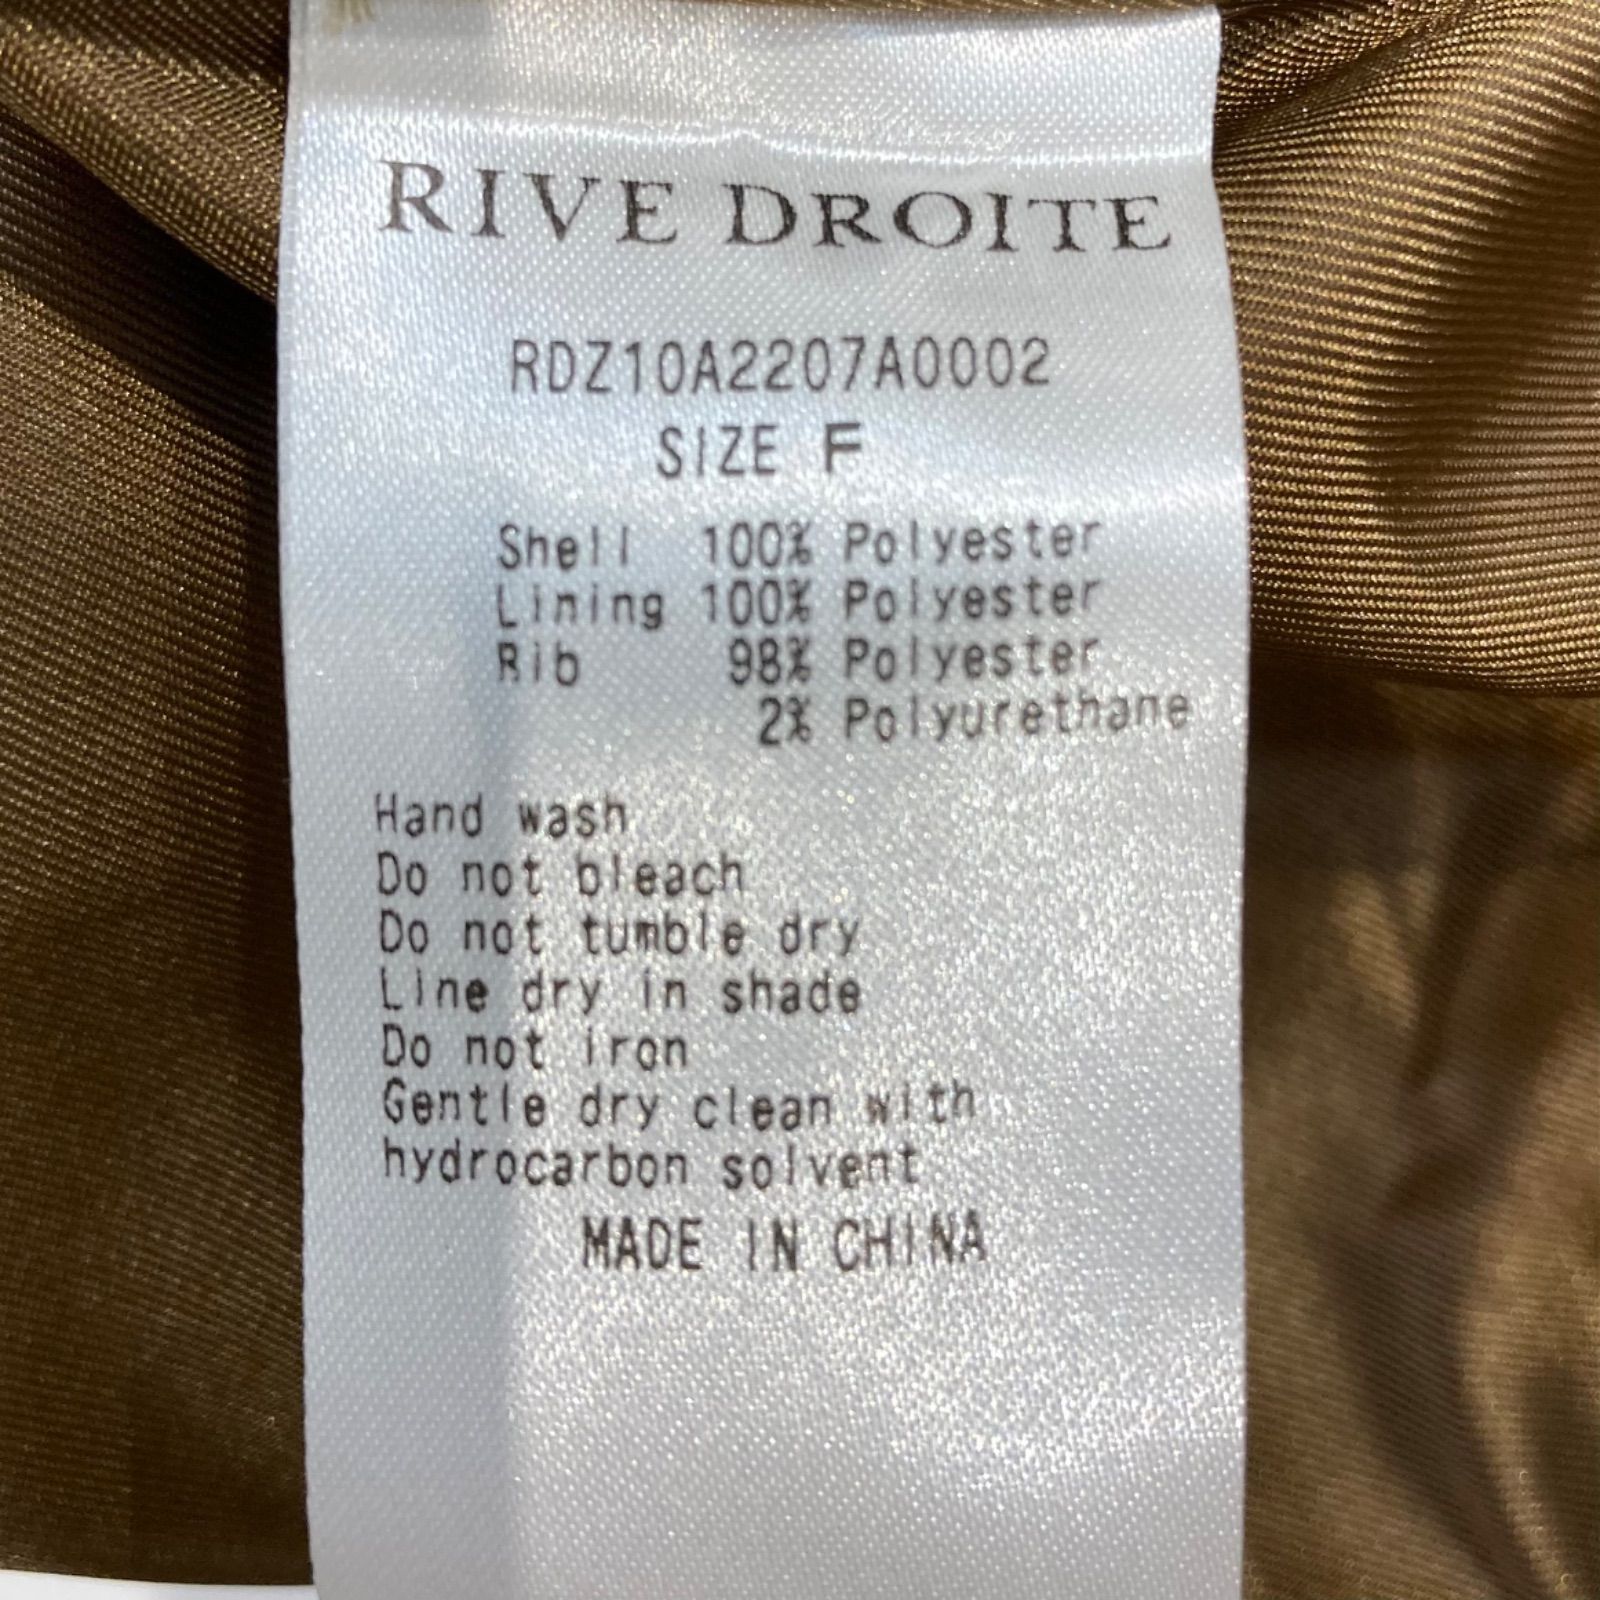 RIVE DROITE
RDZ10A2207A0002
SIZE F
Shell 100% Polyester
Lining 100% Polyester
Rib 98% Polyester
2% Polyurethane
Hand wash
Do not bleach
Do not tumble dry
Line dry in shade
Do not iron
Gentle dry clean with
hydrocarbon solvent
MADE IN CHINA